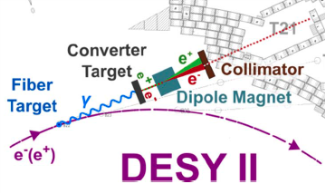 T21
Converter
Target
e+
e-
e+
e-
Collimator
Fiber
Target
γ
Dipole Magnet
e-(e+)
DESY II